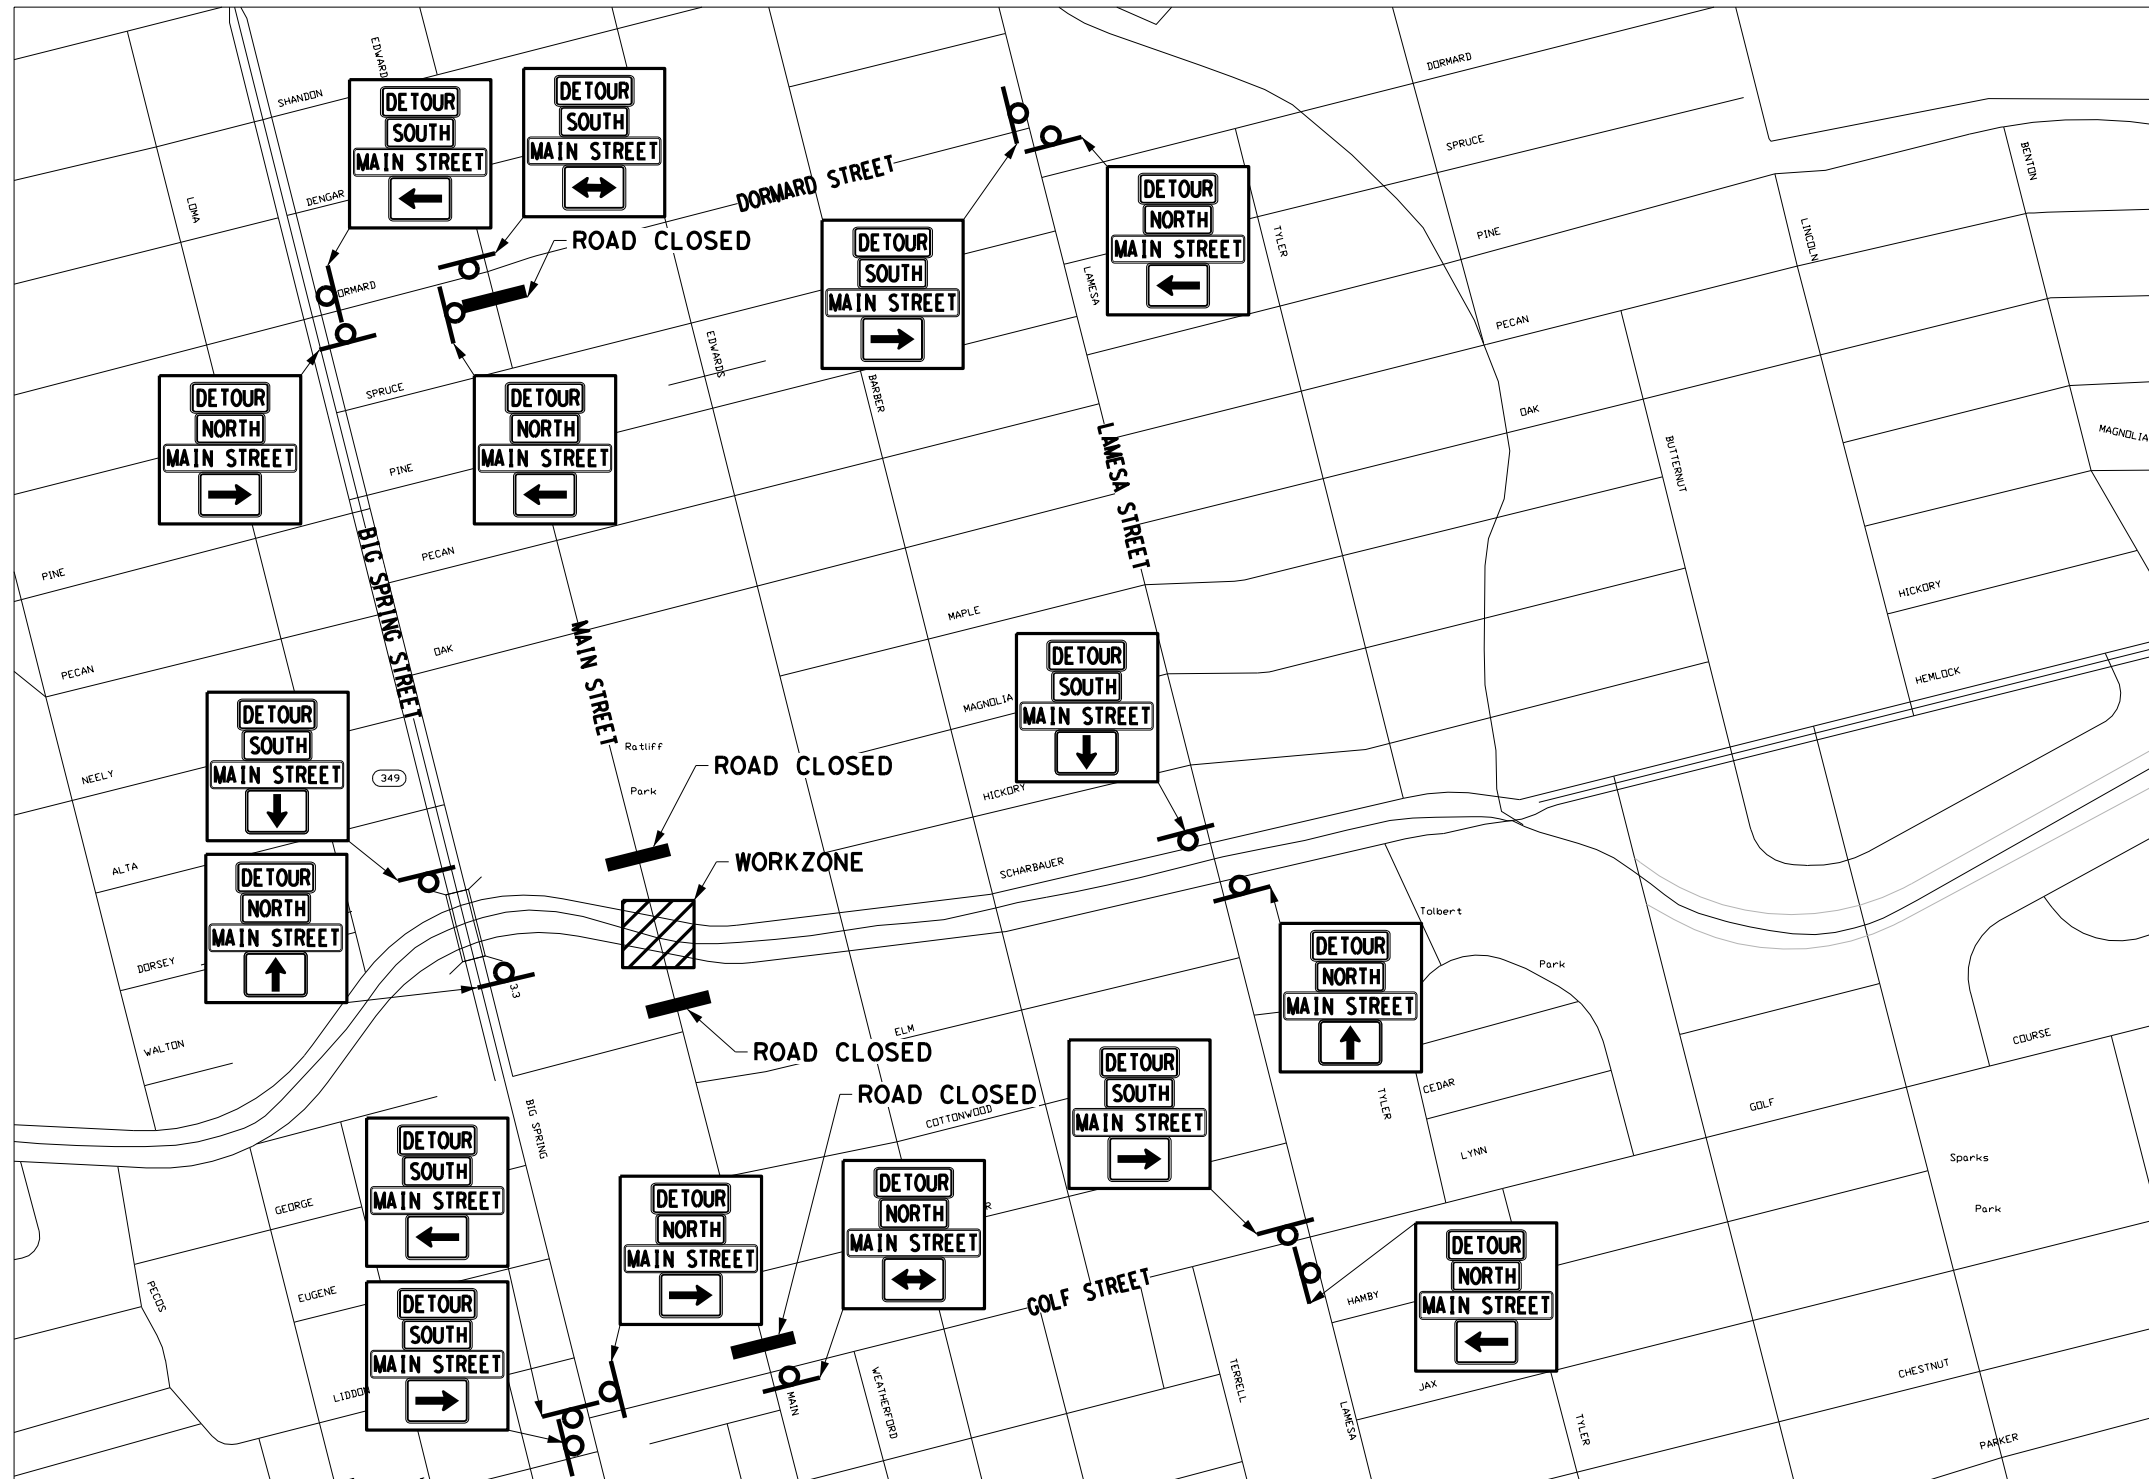 EDWARD
DORMARD
SHANDON
DETOUR
SOUTH
MAIN STREET
DETOUR
SOUTH
MAIN STREET
SPRUCE
BENTON
DENGAR
LOMA
DORMARD STREET
DETOUR
NORTH
MAIN STREET
ROAD CLOSED
DETOUR
SOUTH
MAIN STREET
TYLER
PINE
LINCOLN
ORMARD
LAMESA
PECAN
EDWARDS
SPRUCE
BARBER
OAK
DETOUR
NORTH
MAIN STREET
DETOUR
NORTH
MAIN STREET
MAGNOLIA
LAMESA STREET
BUTTERNUT
PINE
PECAN
PINE
BIG SPRING STREET
HICKORY
MAPLE
MAIN STREET
OAK
PECAN
DETOUR
SOUTH
MAIN STREET
HEMLOCK
MAGNOLIA
DETOUR
SOUTH
MAIN STREET
Ratliff
Park
NEELY
349
ROAD CLOSED
HICKORY
ALTA
WORKZONE
SCHARBAUER
DETOUR
NORTH
MAIN STREET
Tolbert
Park
DORSEY
3.3
DETOUR
NORTH
MAIN STREET
WALTON
ELM
ROAD CLOSED
COURSE
ROAD CLOSED
COTTONWOOD
DETOUR
SOUTH
MAIN STREET
TYLER
CEDAR
GOLF
BIG SPRING
DETOUR
SOUTH
MAIN STREET
LYNN
Sparks
Park
GEORGE
DETOUR
NORTH
MAIN STREET
DETOUR
NORTH
MAIN STREET
R
DETOUR
NORTH
MAIN STREET
PECOS
EUGENE
GOLF STREET
HAMBY
DETOUR
SOUTH
MAIN STREET
LIDDON
MAIN
WEATHERFORD
TERRELL
LAMESA
JAX
CHESTNUT
TYLER
PARKER